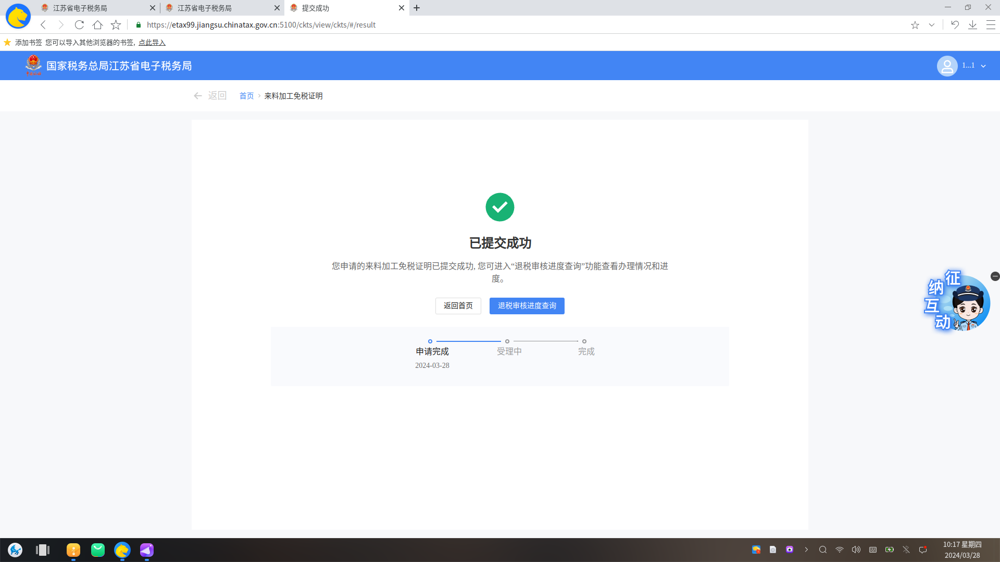 江苏省电子税务局
江苏省电子税务局
提交成功
https://etax99.jiangsu.chinatax.gov.cn:5100/ckts/view/ckts/#/result
添加书签 您可以导入其他浏览器的书签, 点此导入
国家税务总局江苏省电子税务局
1...1
返回
首页 > 来料加工免税证明
已提交成功
您申请的来料加工免税证明已提交成功, 您可进入“退税审核进度查询”功能查看办理情况和进
度。
返回首页
退税审核进度查询
申请完成
受理中
完成
2024-03-28
征
纳
互
动
10:17 星期四
2024/03/28